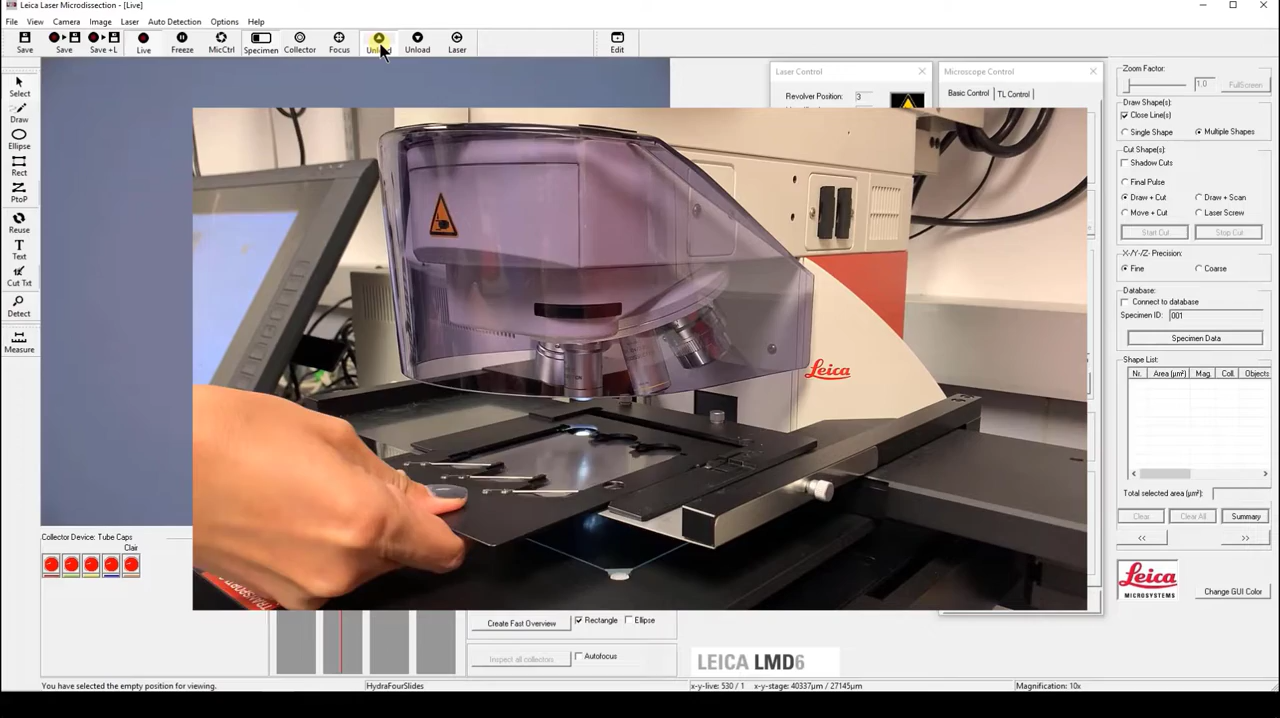 Leica Laser Microdissection - [Live]
File View Camera Image Laser Auto Detection Options Help
Save Save Save +L Live Freeze MicCtrl Specimen Collector Focus Unload Unload Laser Edit
Select
Draw
Ellipse
Rect
PtoP
Reuse
Text
Cut Txt
Detect
Measure
Laser Control
Revolver Position: 3
Microscope Control
Basic Control TL Control
Zoom Factor:
1.0 FullScreen
Draw Shape(s):
Close Line(s)
Single Shape Multiple Shapes
Cut Shape(s):
Shadow Cuts
Final Pulse
Draw + Cut Draw + Scan
Move + Cut Laser Screw
Start Cut Stop Cut
X-/Y-/Z- Precision:
Fine Coarse
Database:
Connect to database
Specimen ID: 001
Specimen Data
Shape List:
Nr. Area (µm²) Mag. Coll. Objects
Total selected area (µm²):
Clear Clear All Summary
<< >>
Leica
MICROSYSTEMS
Change GUI Color
Leica
Collector Device: Tube Caps
Clair
Create Fast Overview Rectangle Ellipse
Inspect all collectors Autofocus
LEICA LMD6
You have selected the empty position for viewing. HydraFourSlides x-y-live: 530 / 1 x-y-stage: 40337µm / 27145µm Magnification: 10x